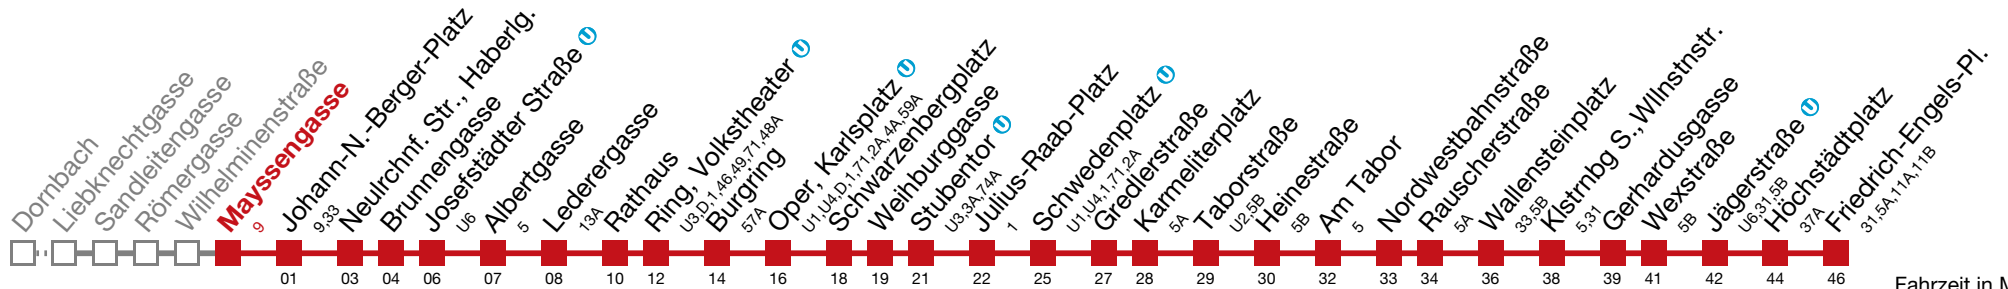 Dornbach
Liebknechtgasse
Sandleitengasse
Römergasse
Wilhelminenstraße
Mayssengasse
9
Johann-N.-Berger-Platz
9,33
Neulrchnf. Str., Haberlg.
Brunnengasse
Josefstädter Straße U
U6
Albertgasse
5
Lederergasse
13A
Rathaus
Ring, Volkstheater U
U3,D,1,46,49,71,48A
Burgring
57A
Oper, Karlsplatz U
U1,U4,D,1,71,2A,4A,59A
Schwarzenbergplatz
Weihburggasse
Stubentor U
U3,3A,74A
Julius-Raab-Platz
1
Schwedenplatz U
U1,U4,1,71,2A
Gredlerstraße
Karmeliterplatz
5A
Taborstraße
U2,5B
Heinestraße
5B
Am Tabor
5
Nordwestbahnstraße
Rauscherstraße
5A
Wallensteinplatz
33,5B
Klstrnbg S., Wllnstnstr.
5,31
Gerhardusgasse
Wexstraße
5B
Jägerstraße U
U6,31,5B
Höchstädtplatz
37A
Friedrich-Engels-Pl.
31,5A,11A,11B
01 03 04 06 07 08 10 12 14 16 18 19 21 22 25 27 28 29 30 32 33 34 36 38 39 41 42 44 46
Fahrzeit in M